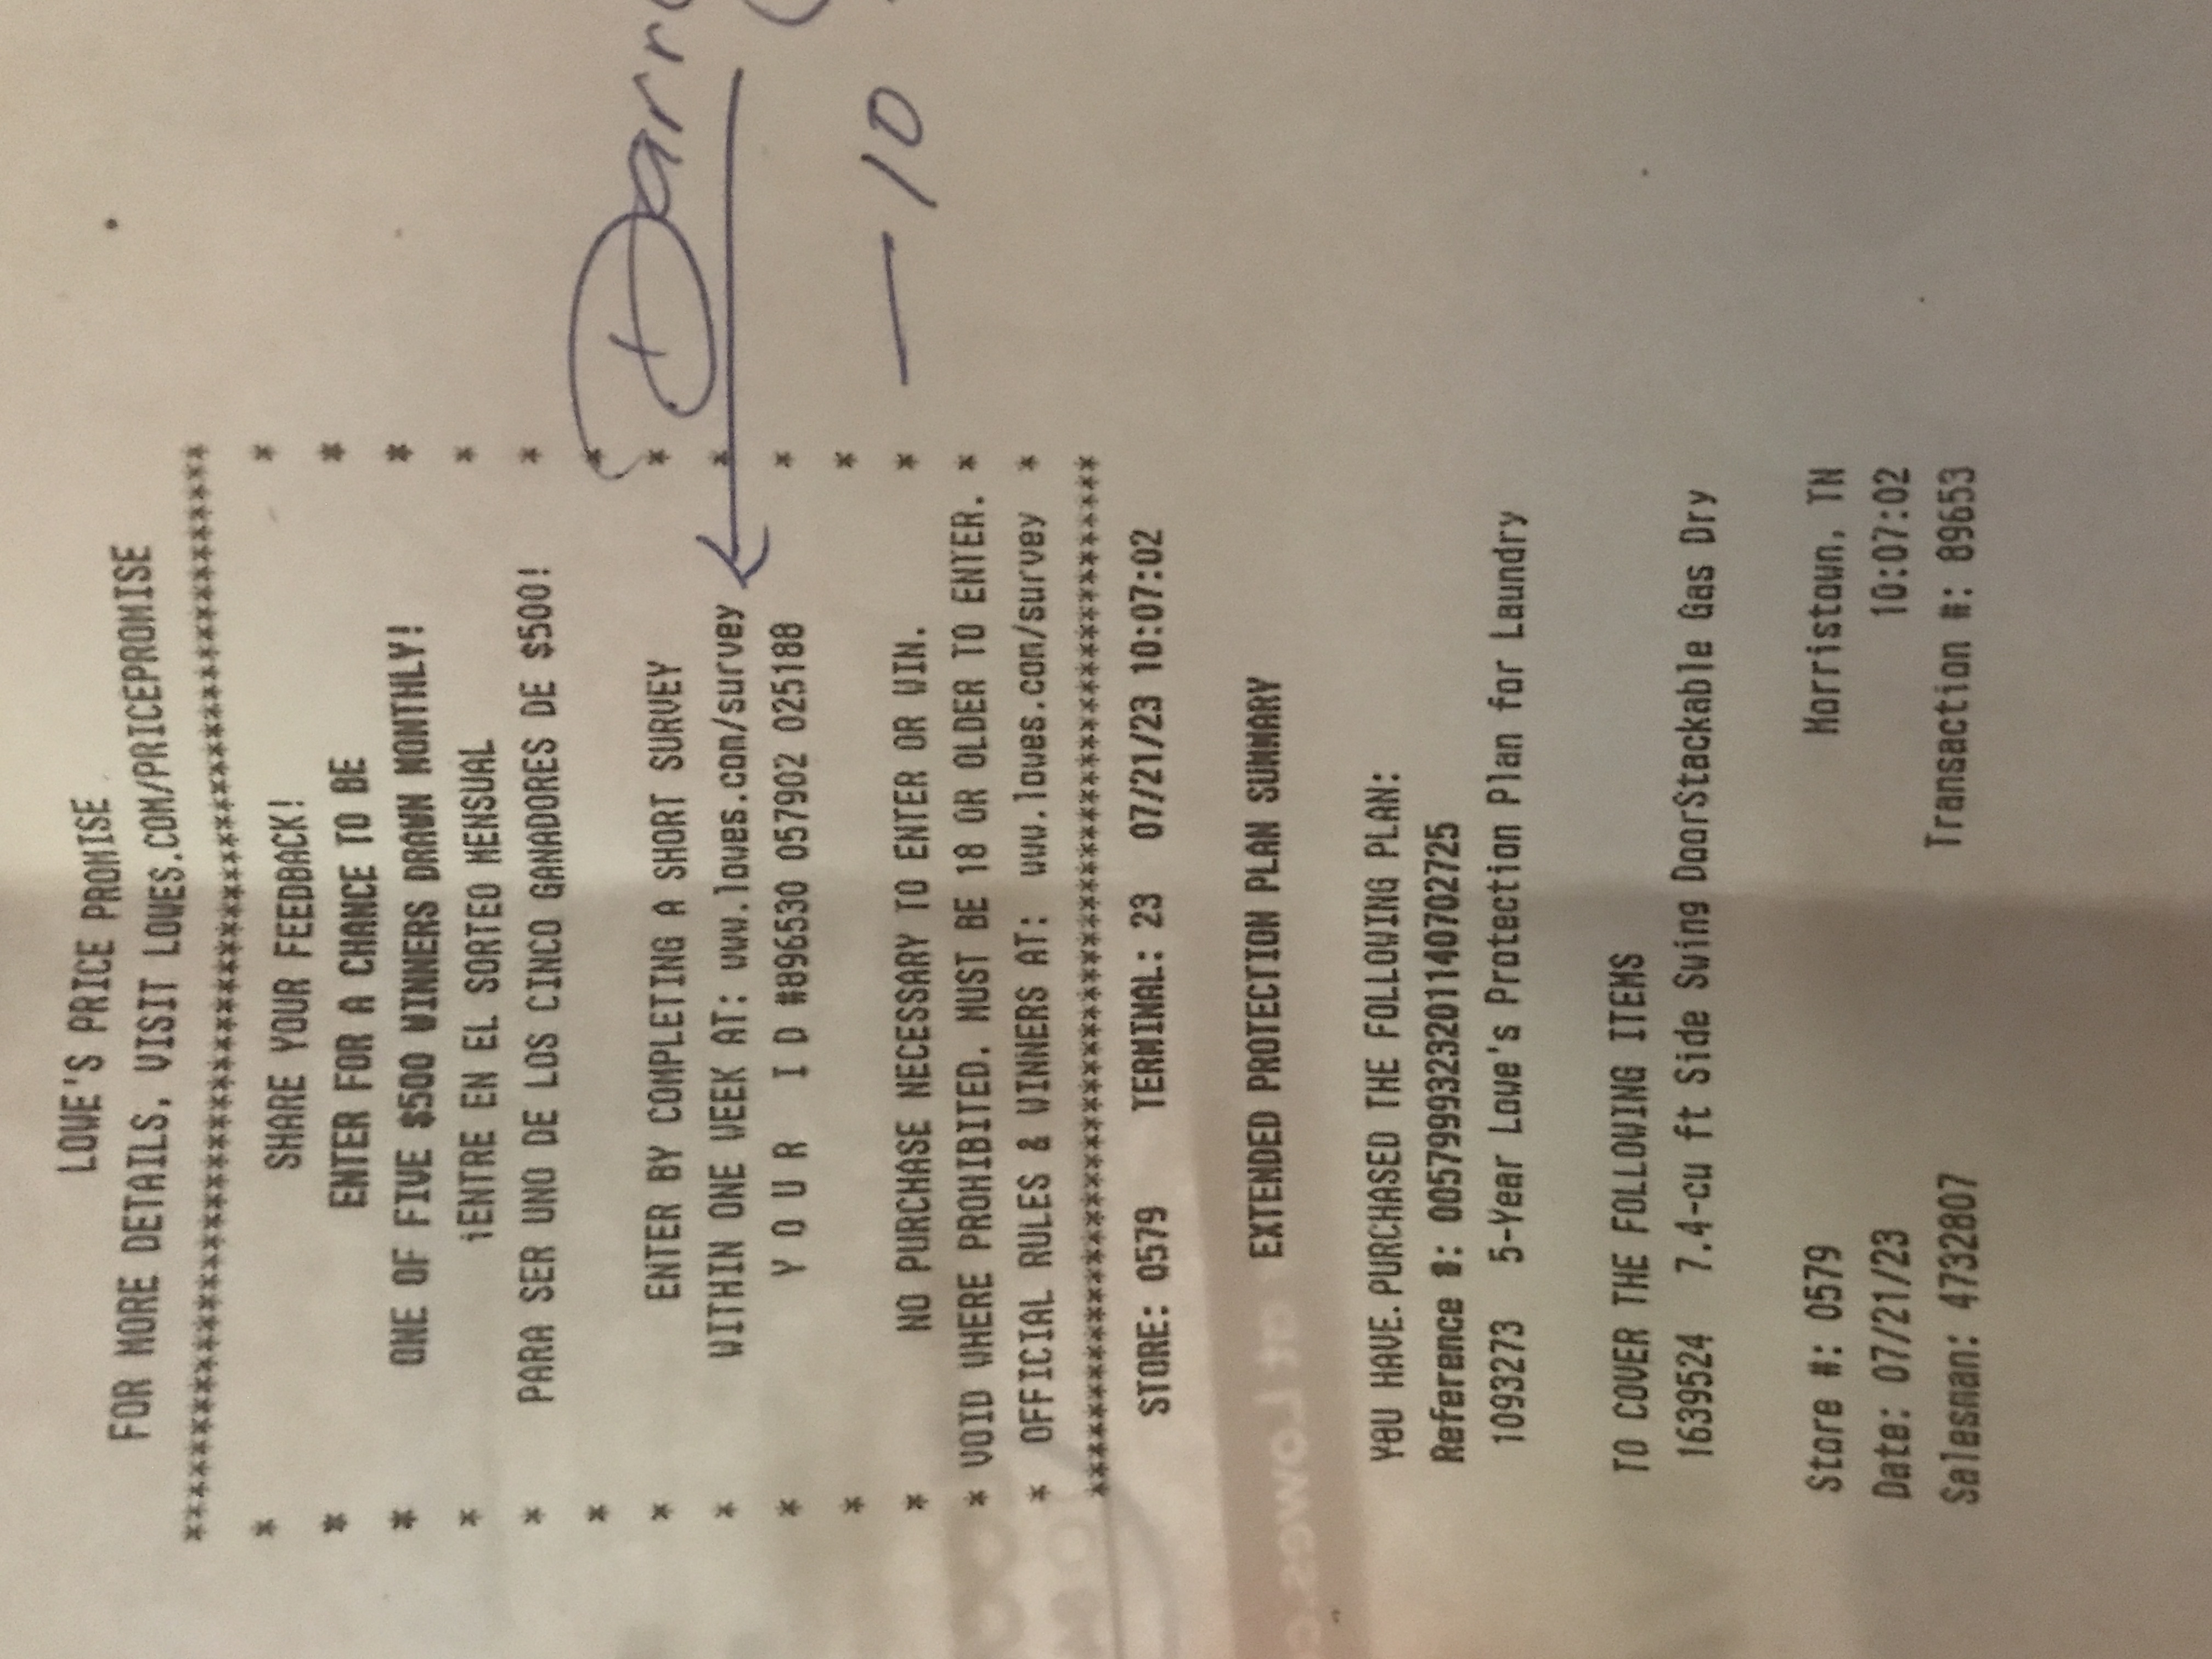 LOWE'S PRICE PROMISE
FOR MORE DETAILS, VISIT LOWES.COM/PRICEPROMISE
******************************************************
* SHARE YOUR FEEDBACK! *
* ENTER FOR A CHANCE TO BE *
* ONE OF FIVE $500 WINNERS DRAWN MONTHLY! *
* ¡ENTRE EN EL SORTEO MENSUAL *
* PARA SER UNO DE LOS CINCO GANADORES DE $500! *
* *
* ENTER BY COMPLETING A SHORT SURVEY *
* WITHIN ONE WEEK AT: www.lowes.com/survey *
* Y O U R I D #896530 057902 025188 *
* *
* NO PURCHASE NECESSARY TO ENTER OR WIN. *
* VOID WHERE PROHIBITED. MUST BE 18 OR OLDER TO ENTER. *
* OFFICIAL RULES & WINNERS AT: www.lowes.com/survey *
******************************************************
— 10
STORE: 0579 TERMINAL: 23 07/21/23 10:07:02
EXTENDED PROTECTION PLAN SUMMARY
YOU HAVE PURCHASED THE FOLLOWING PLAN:
Reference #: 00579993232011407027​25
1093273 5-Year Lowe's Protection Plan for Laundry
TO COVER THE FOLLOWING ITEMS
1639524 7.4-cu ft Side Swing DoorStackable Gas Dry
Store #: 0579 Morristown, TN
Date: 07/21/23 10:07:02
Salesman: 4732807 Transaction #: 89653